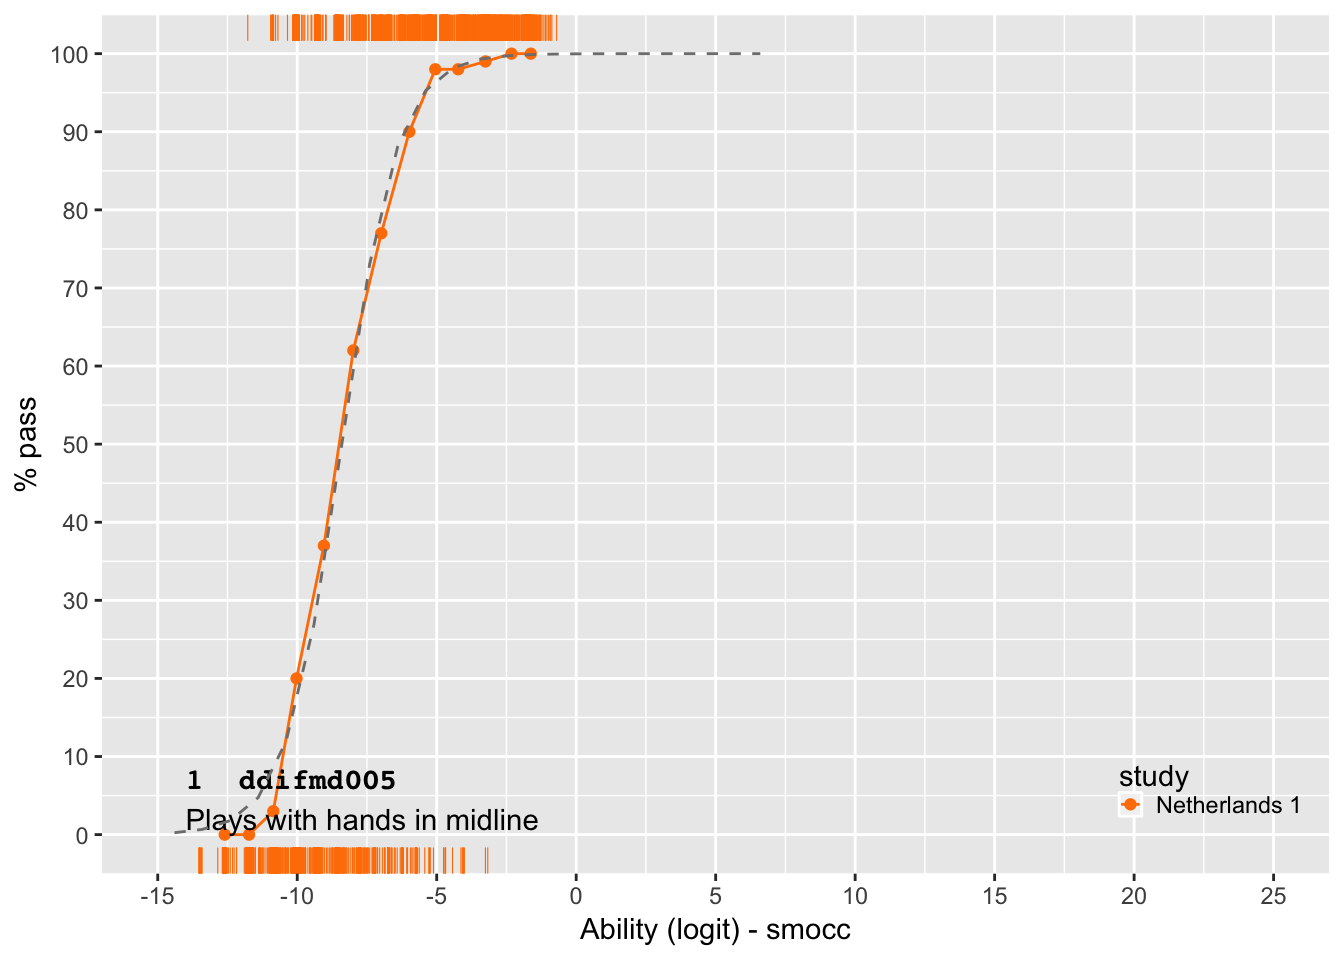 % pass
100
90
80
70
60
50
40
30
20
10
0
1 ddifmd005
Plays with hands in midline
study
Netherlands 1
-15 -10 -5 0 5 10 15 20 25
Ability (logit) - smocc